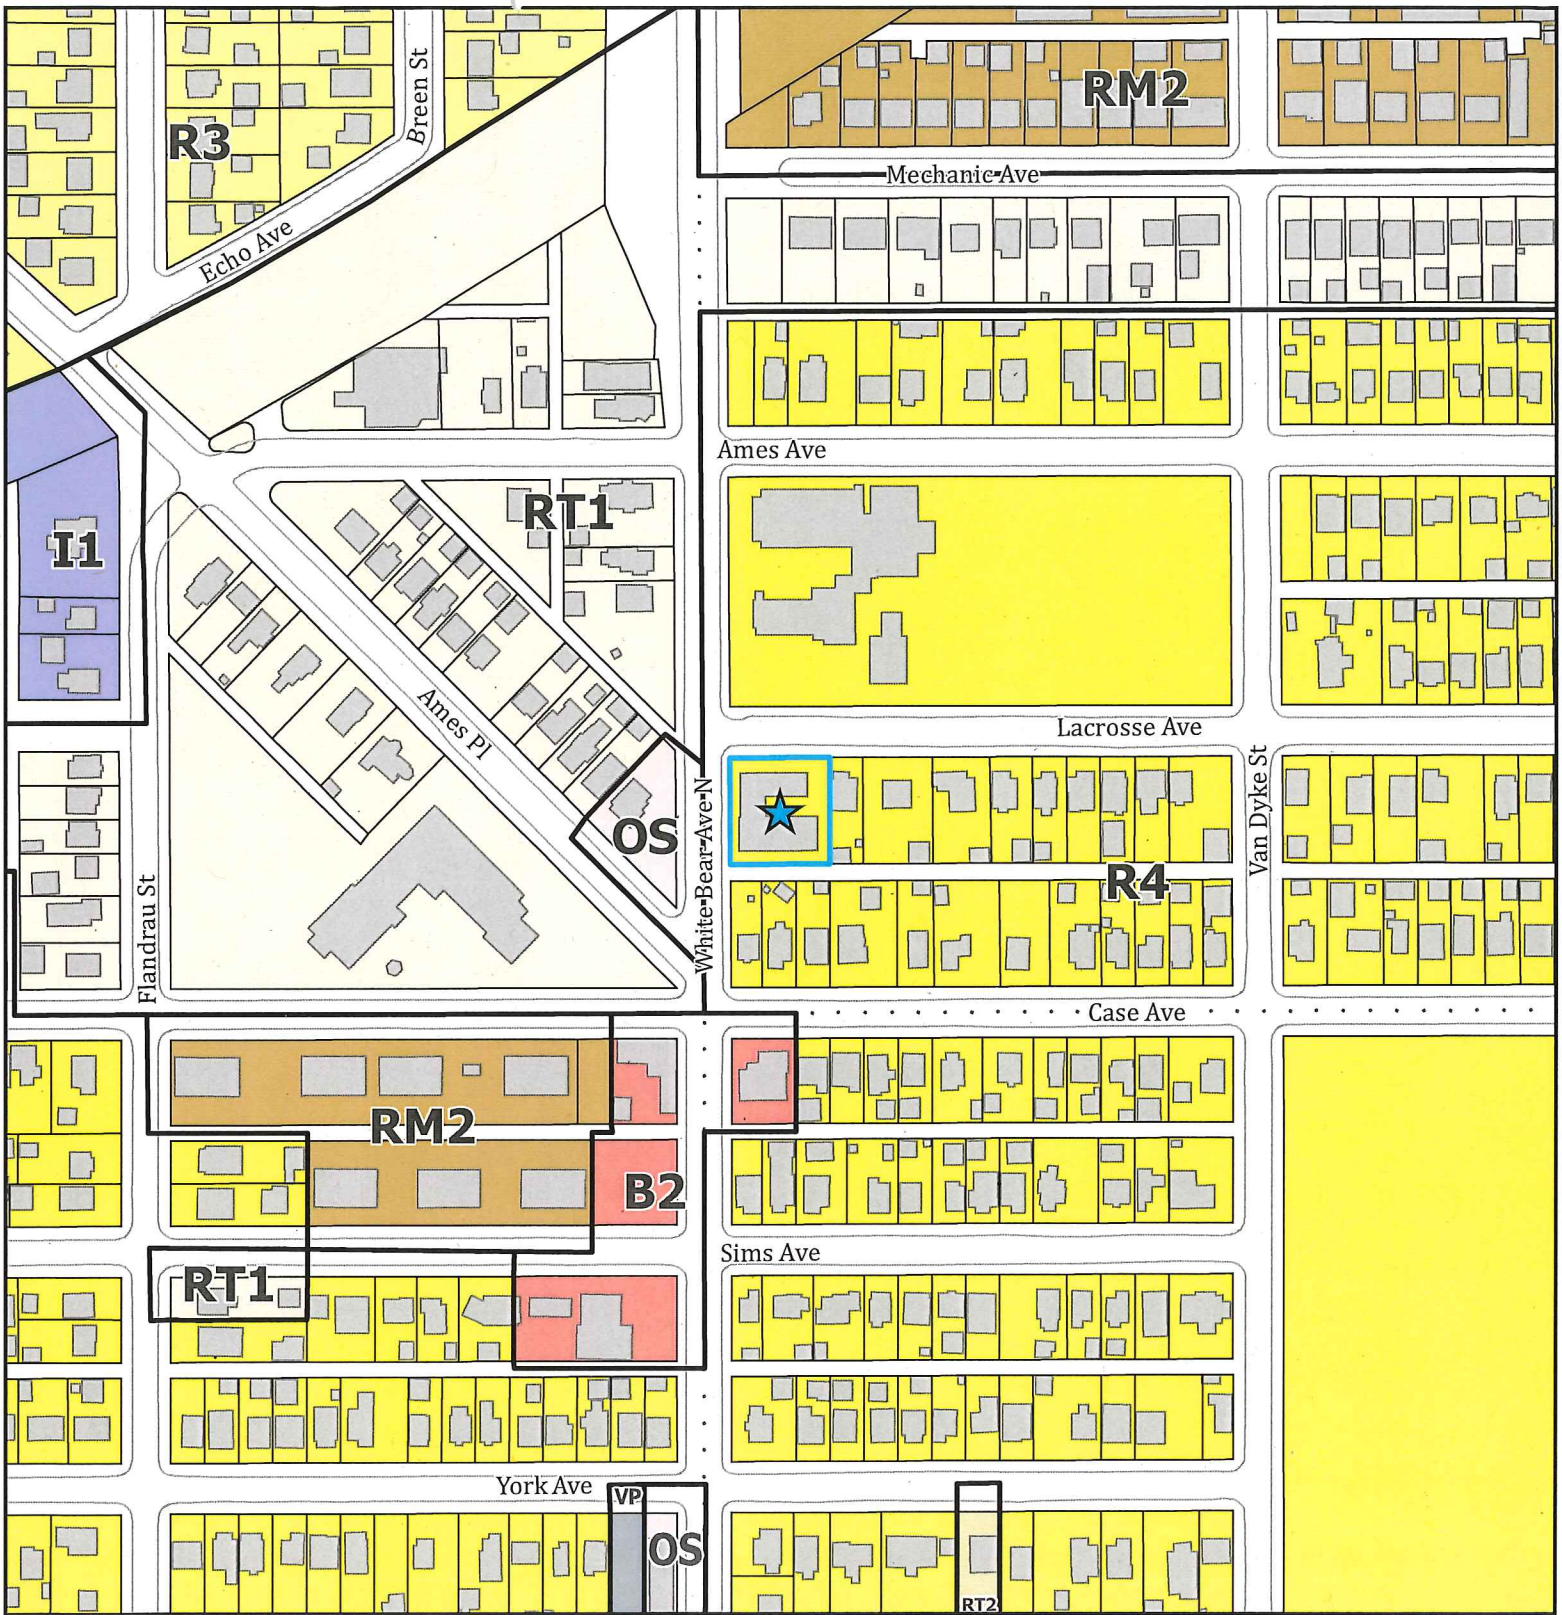 Breen St
R3
RM2
Mechanic Ave
Echo Ave
Ames Ave
RT1
I1
Ames Pl
Lacrosse Ave
OS
White Bear Ave N
Van Dyke St
R4
Flandrau St
Case Ave
RM2
B2
Sims Ave
RT1
York Ave
VP
OS
RT2